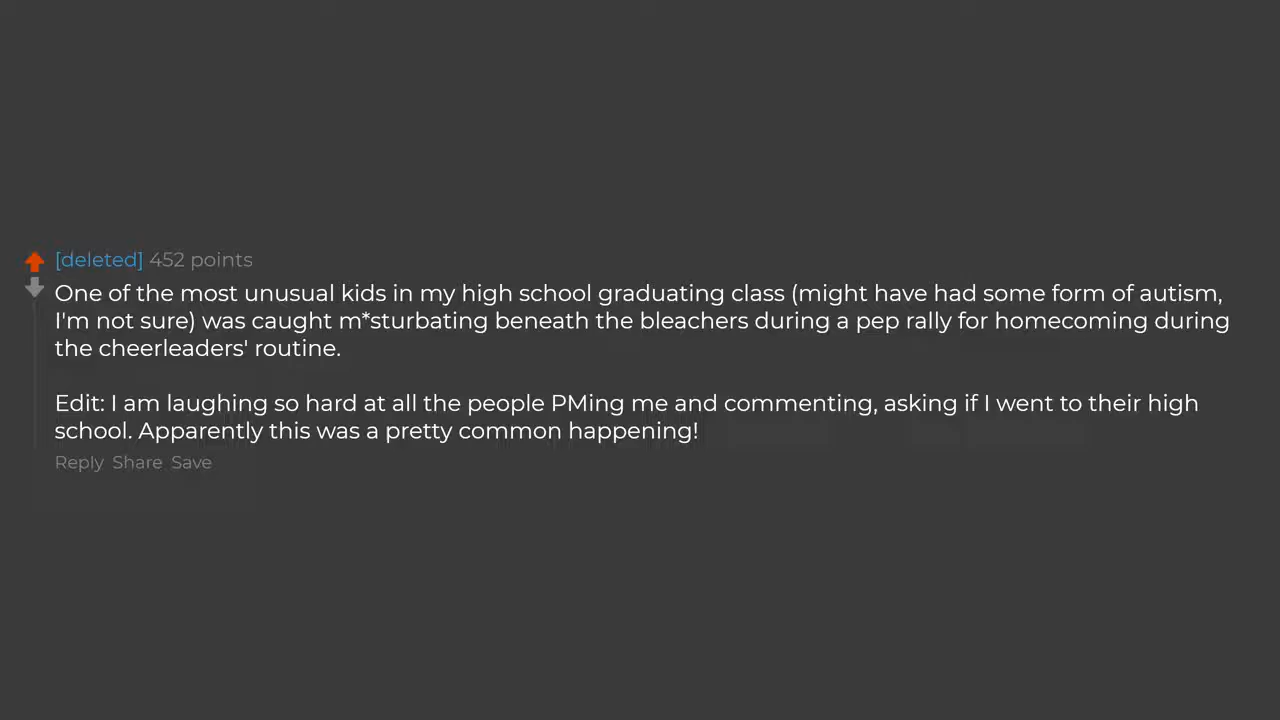 [deleted] 452 points
One of the most unusual kids in my high school graduating class (might have had some form of autism,
I'm not sure) was caught m*sturbating beneath the bleachers during a pep rally for homecoming during
the cheerleaders' routine.
Edit: I am laughing so hard at all the people PMing me and commenting, asking if I went to their high
school. Apparently this was a pretty common happening!
Reply Share Save